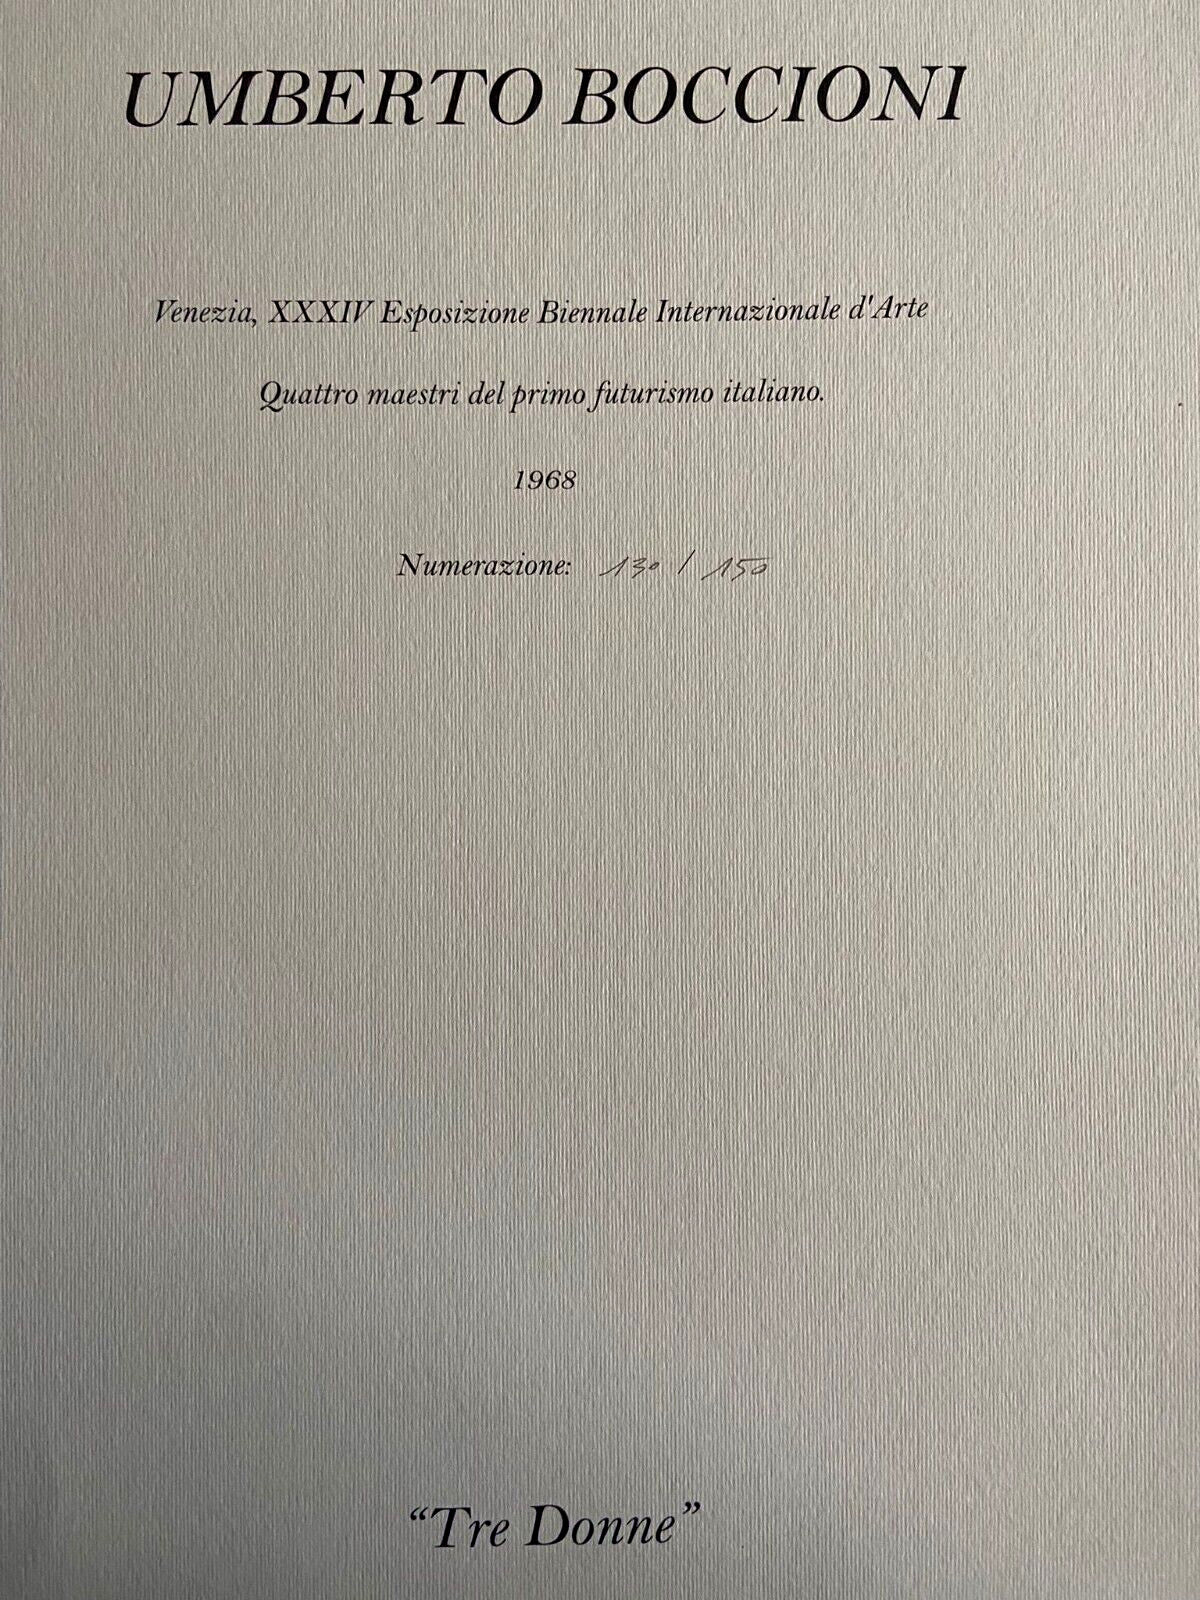 UMBERTO BOCCIONI
Venezia, XXXIV Esposizione Biennale Internazionale d'Arte
Quattro maestri del primo futurismo italiano.
1968
Numerazione: 130 / 150
“Tre Donne”